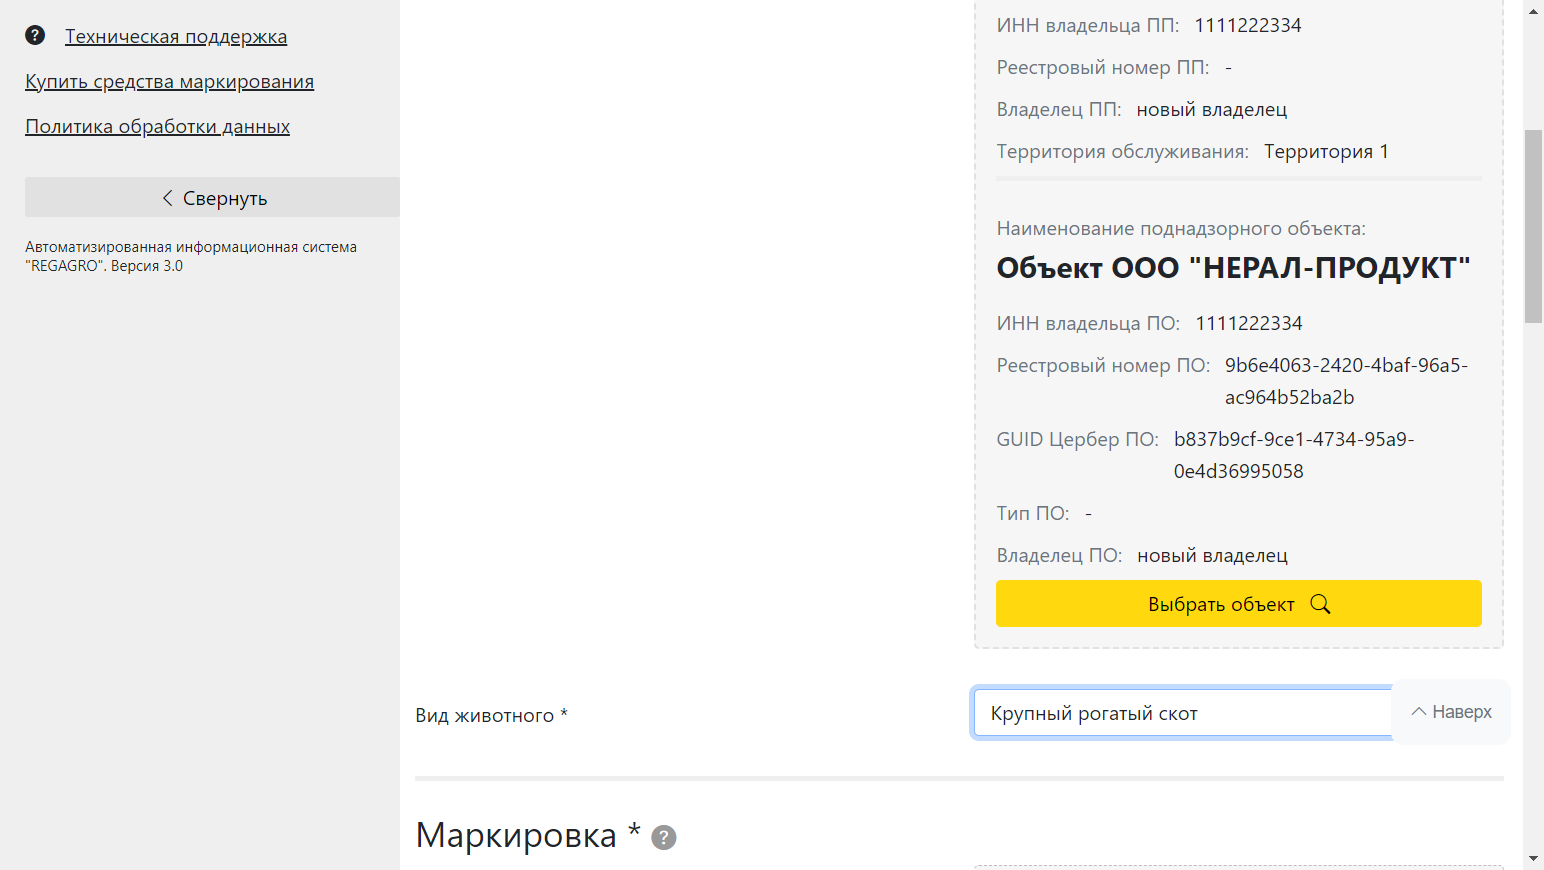 Техническая поддержка
Купить средства маркирования
Политика обработки данных
Свернуть
Автоматизированная информационная система
"REGAGRO". Версия 3.0
ИНН владельца ПП: 1111222334
Реестровый номер ПП: -
Владелец ПП: новый владелец
Территория обслуживания: Территория 1
Наименование поднадзорного объекта:
Объект ООО "НЕРАЛ-ПРОДУКТ"
ИНН владельца ПО: 1111222334
Реестровый номер ПО: 9b6e4063-2420-4baf-96a5-
ac964b52ba2b
GUID Цербер ПО: b837b9cf-9ce1-4734-95a9-
0e4d36995058
Тип ПО: -
Владелец ПО: новый владелец
Выбрать объект
Вид животного *
Крупный рогатый скот
Наверх
Маркировка * ?